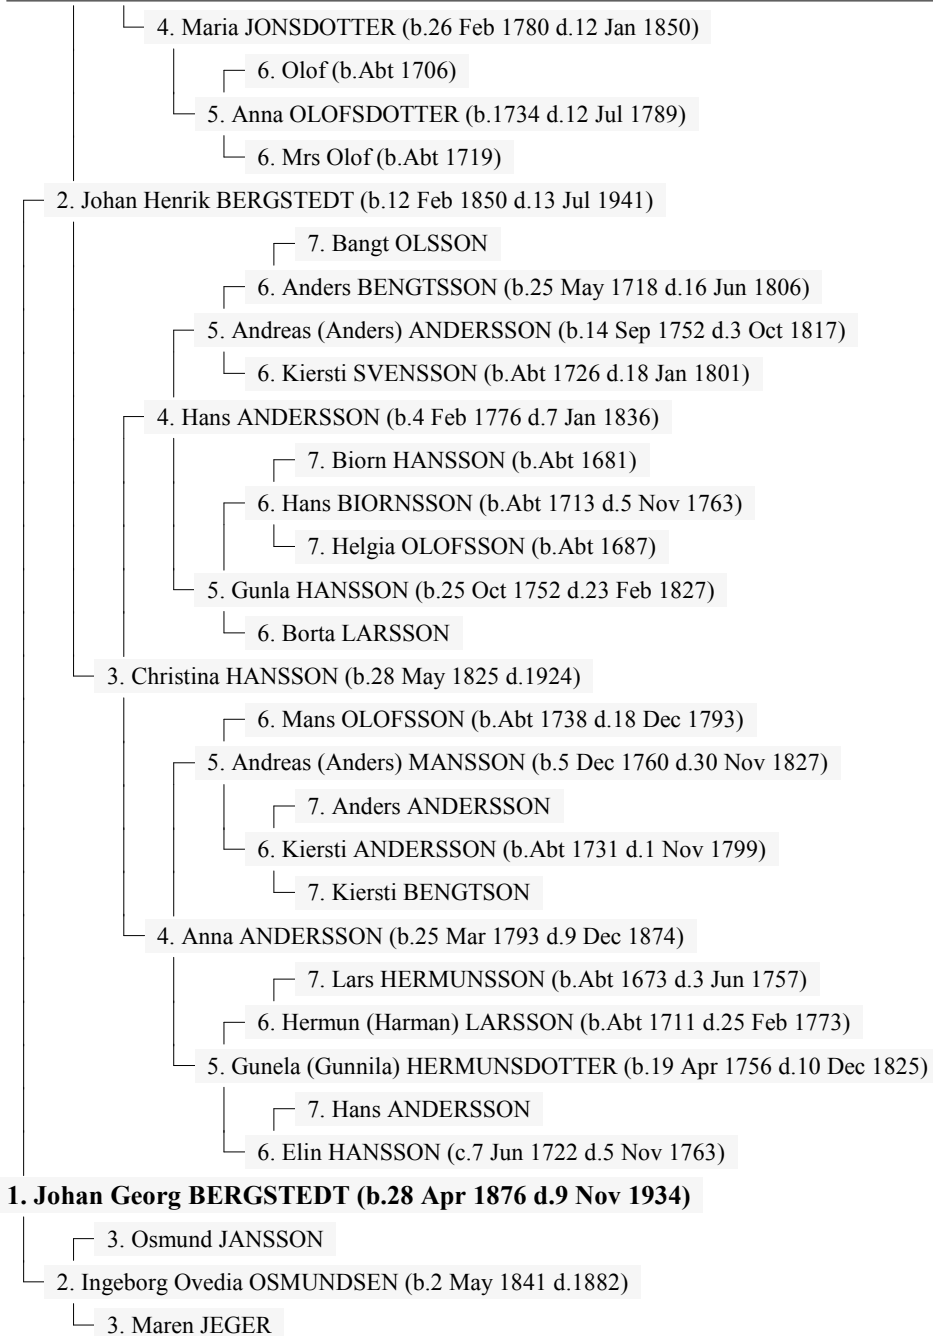 4. Maria JONSDOTTER (b.26 Feb 1780 d.12 Jan 1850)
6. Olof (b.Abt 1706)
5. Anna OLOFSDOTTER (b.1734 d.12 Jul 1789)
6. Mrs Olof (b.Abt 1719)
2. Johan Henrik BERGSTEDT (b.12 Feb 1850 d.13 Jul 1941)
7. Bangt OLSSON
6. Anders BENGTSSON (b.25 May 1718 d.16 Jun 1806)
5. Andreas (Anders) ANDERSSON (b.14 Sep 1752 d.3 Oct 1817)
6. Kiersti SVENSSON (b.Abt 1726 d.18 Jan 1801)
4. Hans ANDERSSON (b.4 Feb 1776 d.7 Jan 1836)
7. Biorn HANSSON (b.Abt 1681)
6. Hans BIORNSSON (b.Abt 1713 d.5 Nov 1763)
7. Helgia OLOFSSON (b.Abt 1687)
5. Gunla HANSSON (b.25 Oct 1752 d.23 Feb 1827)
6. Borta LARSSON
3. Christina HANSSON (b.28 May 1825 d.1924)
6. Mans OLOFSSON (b.Abt 1738 d.18 Dec 1793)
5. Andreas (Anders) MANSSON (b.5 Dec 1760 d.30 Nov 1827)
7. Anders ANDERSSON
6. Kiersti ANDERSSON (b.Abt 1731 d.1 Nov 1799)
7. Kiersti BENGTSON
4. Anna ANDERSSON (b.25 Mar 1793 d.9 Dec 1874)
7. Lars HERMUNSSON (b.Abt 1673 d.3 Jun 1757)
6. Hermun (Harman) LARSSON (b.Abt 1711 d.25 Feb 1773)
5. Gunela (Gunnila) HERMUNSDOTTER (b.19 Apr 1756 d.10 Dec 1825)
7. Hans ANDERSSON
6. Elin HANSSON (c.7 Jun 1722 d.5 Nov 1763)
1. Johan Georg BERGSTEDT (b.28 Apr 1876 d.9 Nov 1934)
3. Osmund JANSSON
2. Ingeborg Ovedia OSMUNDSEN (b.2 May 1841 d.1882)
3. Maren JEGER